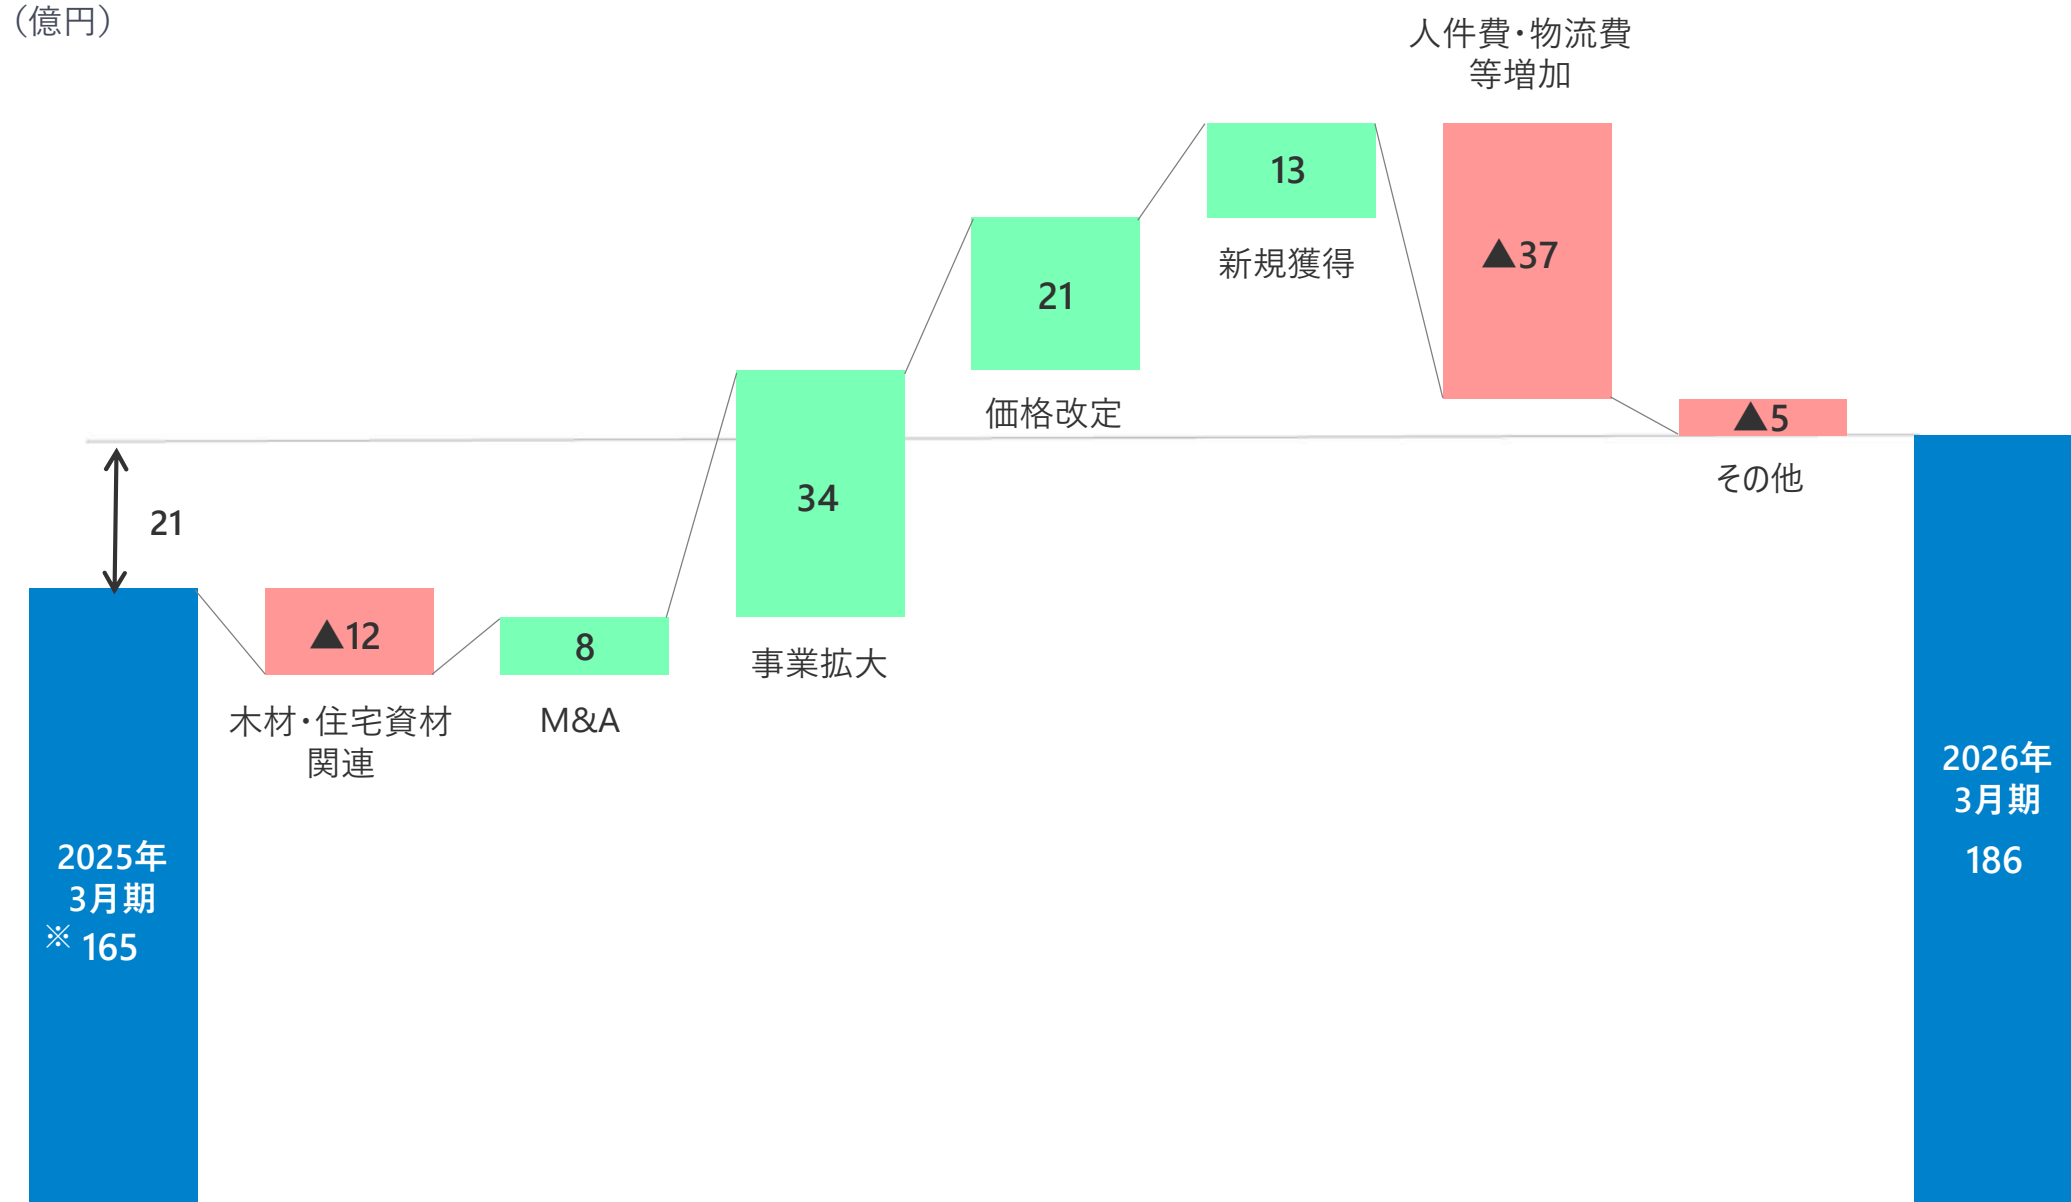 （億円）
人件費・物流費
等増加
13
▲37
新規獲得
21
価格改定
▲5
その他
34
事業拡大
21
▲12
木材・住宅資材
関連
8
M&A
2025年
3月期
※ 165
2026年
3月期
186